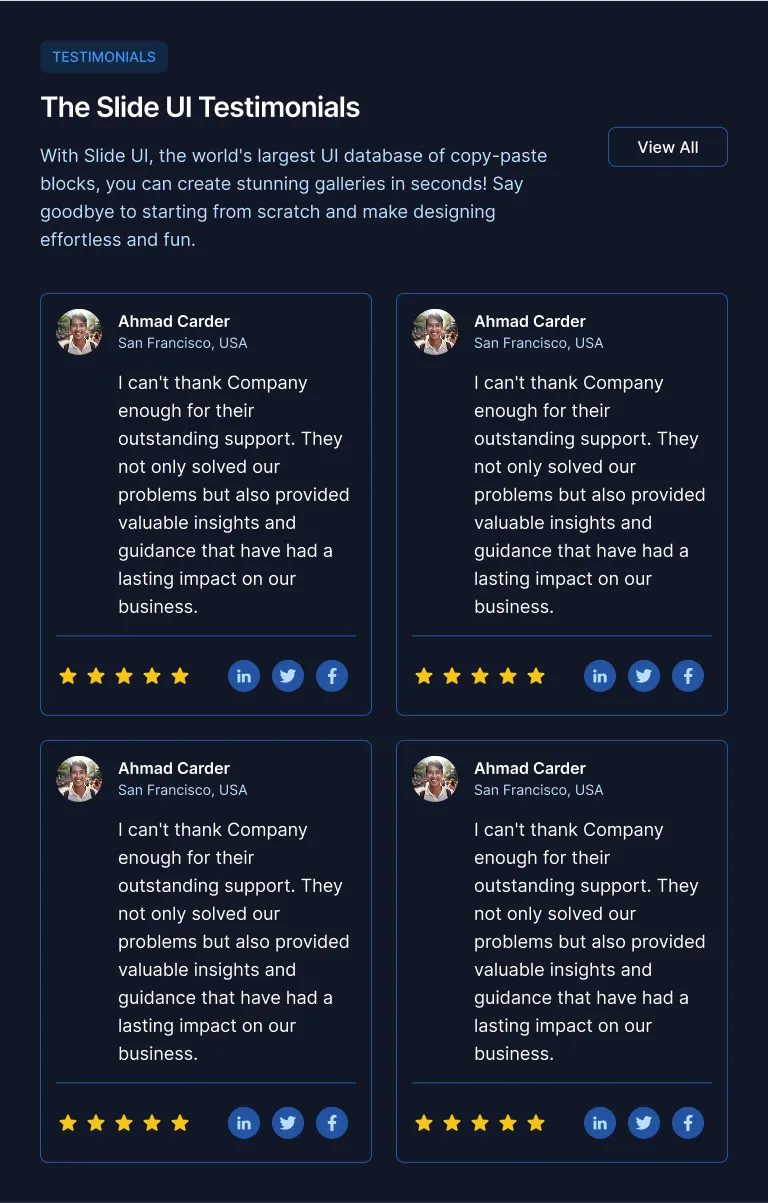 TESTIMONIALS
The Slide UI Testimonials
With Slide UI, the world's largest UI database of copy-paste
blocks, you can create stunning galleries in seconds! Say
goodbye to starting from scratch and make designing
effortless and fun.
View All
Ahmad Carder
San Francisco, USA
I can't thank Company
enough for their
outstanding support. They
not only solved our
problems but also provided
valuable insights and
guidance that have had a
lasting impact on our
business.
in
f
Ahmad Carder
San Francisco, USA
I can't thank Company
enough for their
outstanding support. They
not only solved our
problems but also provided
valuable insights and
guidance that have had a
lasting impact on our
business.
in
f
Ahmad Carder
San Francisco, USA
I can't thank Company
enough for their
outstanding support. They
not only solved our
problems but also provided
valuable insights and
guidance that have had a
lasting impact on our
business.
in
f
Ahmad Carder
San Francisco, USA
I can't thank Company
enough for their
outstanding support. They
not only solved our
problems but also provided
valuable insights and
guidance that have had a
lasting impact on our
business.
in
f